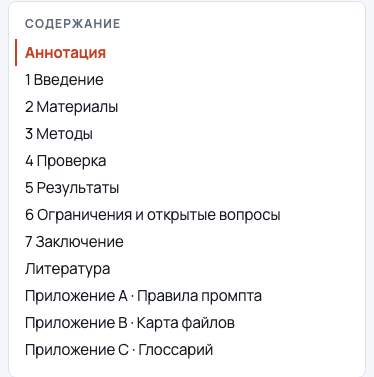 СОДЕРЖАНИЕ
Аннотация
1 Введение
2 Материалы
3 Методы
4 Проверка
5 Результаты
6 Ограничения и открытые вопросы
7 Заключение
Литература
Приложение A · Правила промпта
Приложение B · Карта файлов
Приложение C · Глоссарий